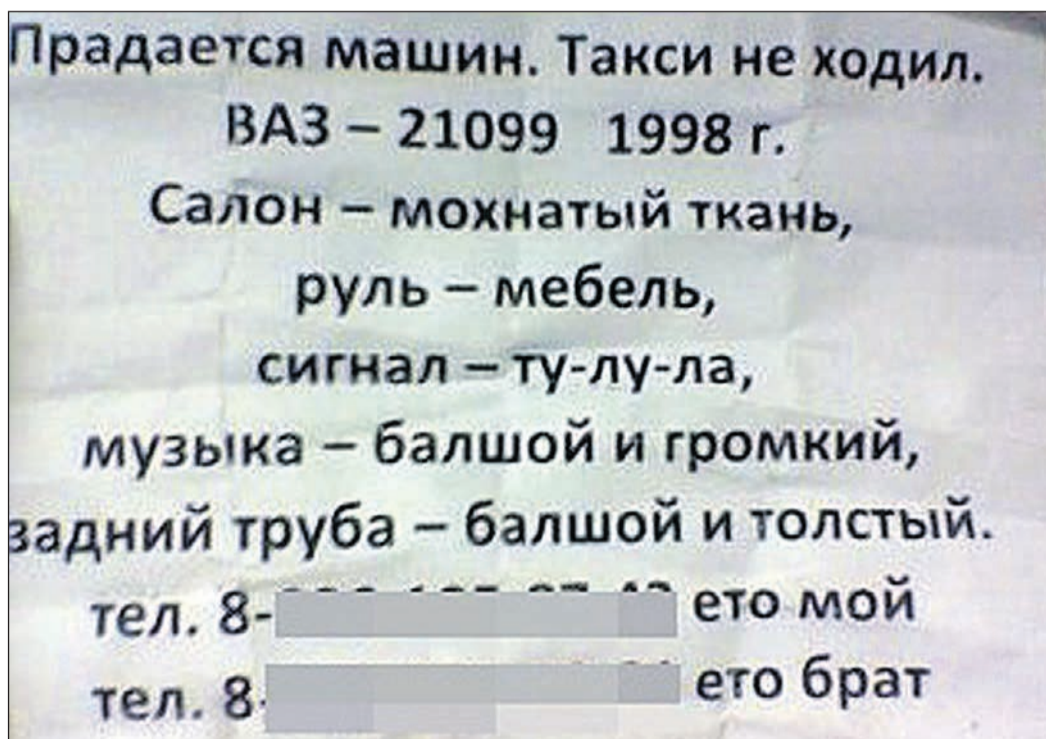 Прадается машин. Такси не ходил.
ВАЗ – 21099 1998 г.
Салон – мохнатый ткань,
руль – мебель,
сигнал – ту-лу-ла,
музыка – балшой и громкий,
задний труба – балшой и толстый.
тел. 8- ето мой
тел. 8- ето брат